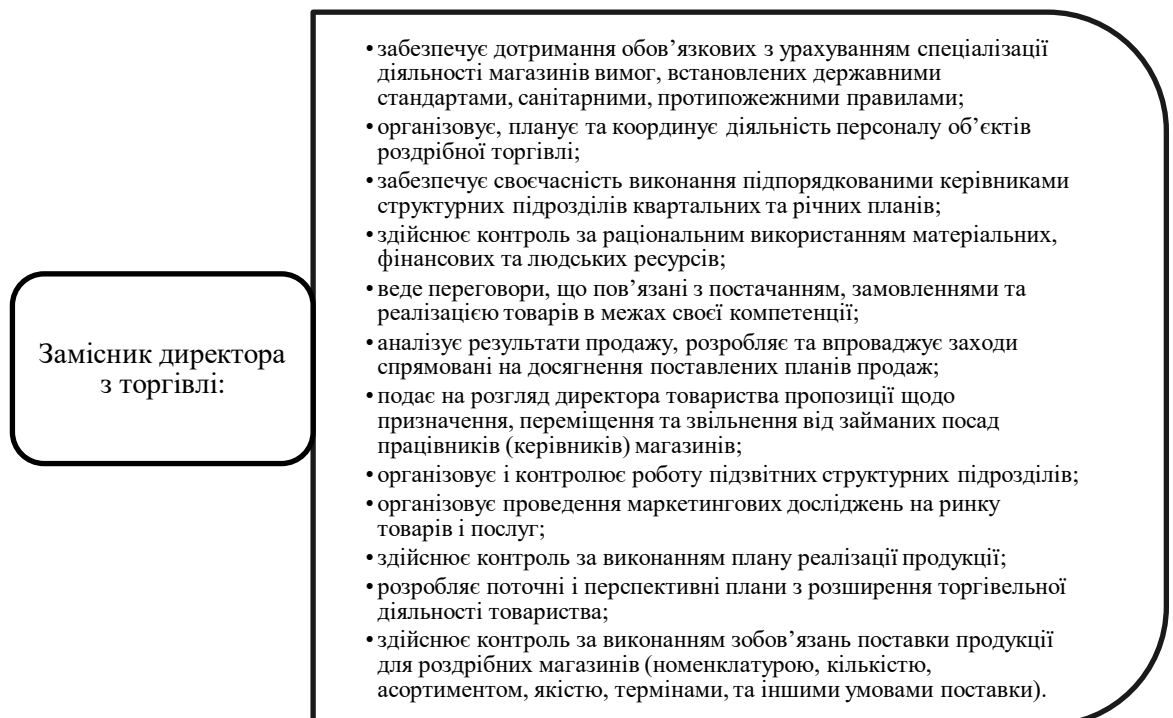 Замісник директора
з торгівлі:
• забезпечує дотримання обов’язкових з урахуванням спеціалізації
діяльності магазинів вимог, встановлених державними
стандартами, санітарними, протипожежними правилами;
• організовує, планує та координує діяльність персоналу об’єктів
роздрібної торгівлі;
• забезпечує своєчасність виконання підпорядкованими керівниками
структурних підрозділів квартальних та річних планів;
• здійснює контроль за раціональним використанням матеріальних,
фінансових та людських ресурсів;
• веде переговори, що пов’язані з постачанням, замовленнями та
реалізацією товарів в межах своєї компетенції;
• аналізує результати продажу, розробляє та впроваджує заходи
спрямовані на досягнення поставлених планів продаж;
• подає на розгляд директора товариства пропозиції щодо
призначення, переміщення та звільнення від займаних посад
працівників (керівників) магазинів;
• організовує і контролює роботу підзвітних структурних підрозділів;
• організовує проведення маркетингових досліджень на ринку
товарів і послуг;
• здійснює контроль за виконанням плану реалізації продукції;
• розробляє поточні і перспективні плани з розширення торгівельної
діяльності товариства;
• здійснює контроль за виконанням зобов’язань поставки продукції
для роздрібних магазинів (номенклатурою, кількістю,
асортиментом, якістю, термінами, та іншими умовами поставки).